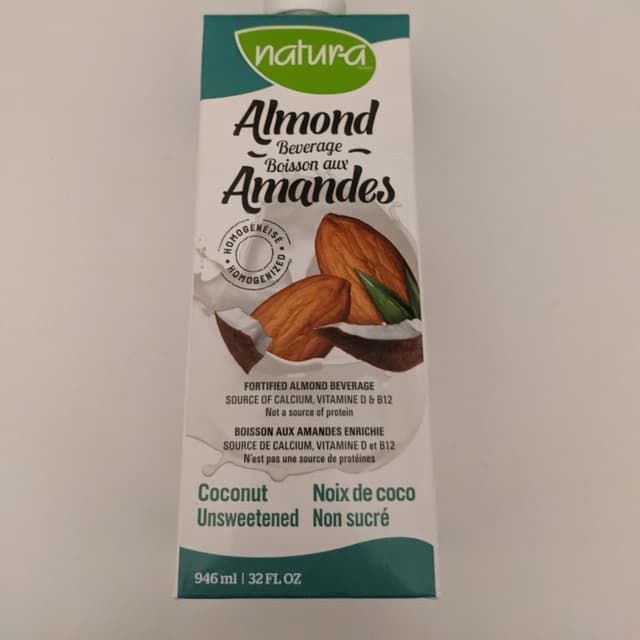 natur-a
Almond
Beverage
Boisson aux
Amandes
HOMOGÉNÉISÉ
HOMOGENIZED
FORTIFIED ALMOND BEVERAGE
SOURCE OF CALCIUM, VITAMINE D & B12
Not a source of protein
BOISSON AUX AMANDES ENRICHIE
SOURCE DE CALCIUM, VITAMINE D et B12
N'est pas une source de protéines
Coconut Noix de coco
Unsweetened Non sucré
946 ml | 32 FL OZ